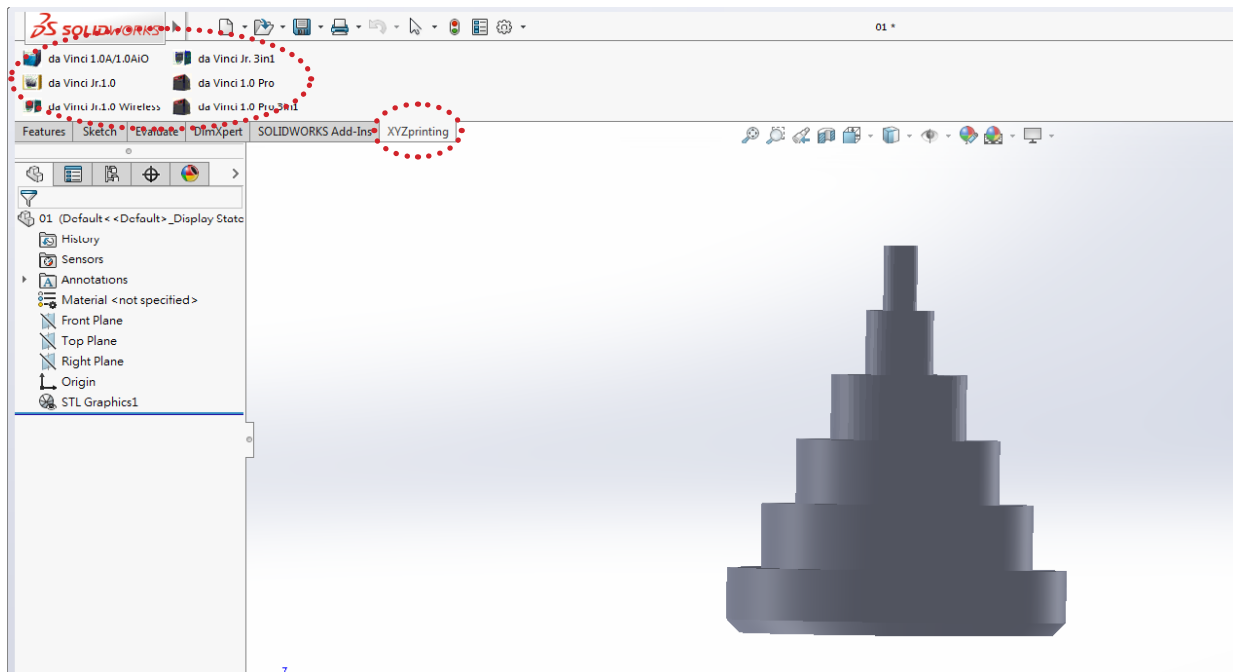 SOLIDWORKS
01 *
da Vinci 1.0A/1.0AiO
da Vinci Jr. 3in1
da Vinci Jr.1.0
da Vinci 1.0 Pro
da Vinci Jr.1.0 Wireless
da Vinci 1.0 Pro 3in1
Features Sketch Evaluate DimXpert SOLIDWORKS Add-Ins XYZprinting
01 (Default<<Default>_Display State
History
Sensors
Annotations
Material <not specified>
Front Plane
Top Plane
Right Plane
Origin
STL Graphics1